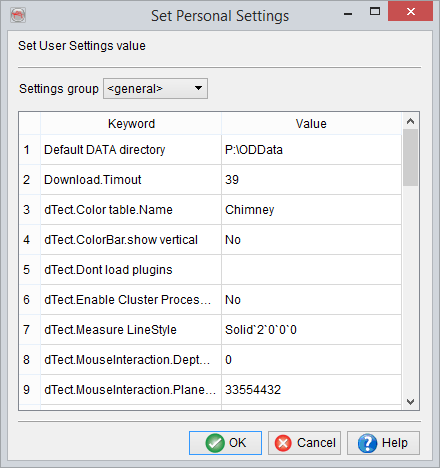 Set Personal Settings
Set User Settings value
Settings group <general>
Keyword Value
1 Default DATA directory P:\ODData
2 Download.Timout 39
3 dTect.Color table.Name Chimney
4 dTect.ColorBar.show vertical No
5 dTect.Dont load plugins
6 dTect.Enable Cluster Proces... No
7 dTect.Measure LineStyle Solid`2`0`0`0
8 dTect.MouseInteraction.Dept... 0
9 dTect.MouseInteraction.Plane... 33554432
OK Cancel Help